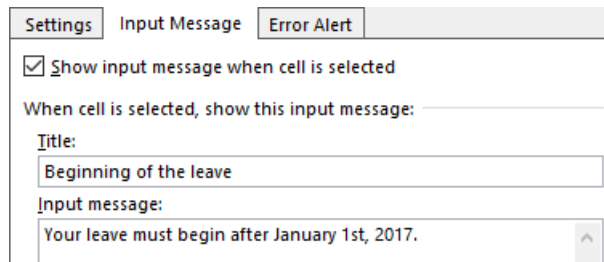 Settings Input Message Error Alert
Show input message when cell is selected
When cell is selected, show this input message:
Title:
Beginning of the leave
Input message:
Your leave must begin after January 1st, 2017.